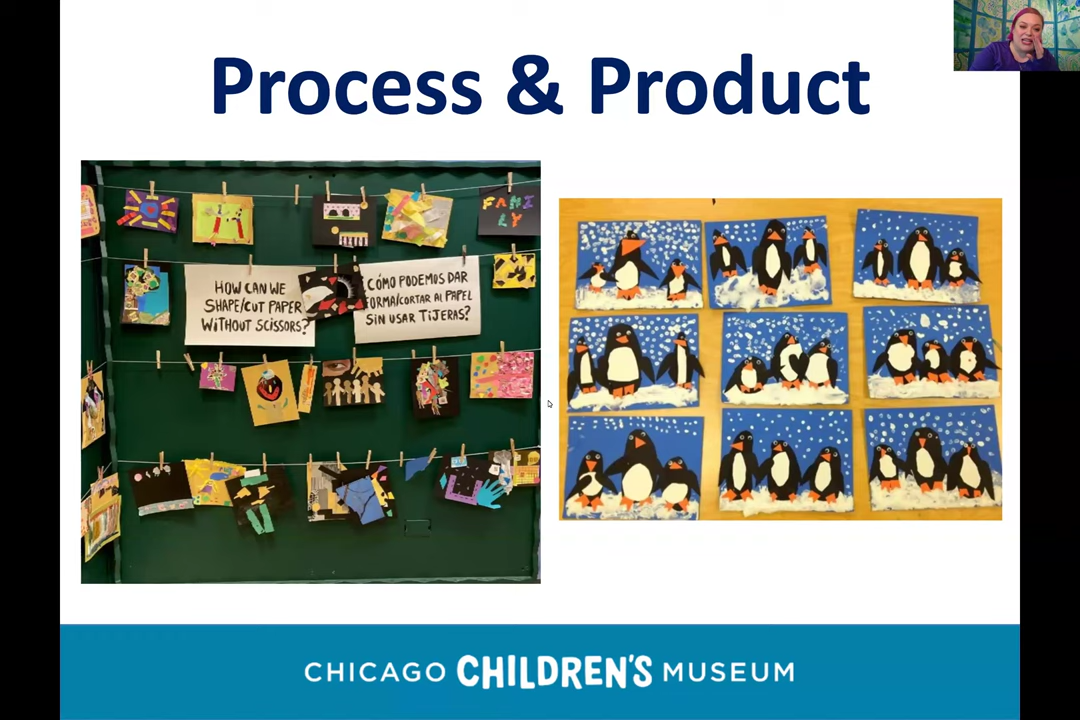 Process & Product
FAMI
LY
HOW CAN WE
SHAPE/CUT PAPER
WITHOUT SCISSORS?
CÓMO PODEMOS DAR
FORMA/CORTAR AL PAPEL
SIN USAR TIJERAS?
CHICAGO CHILDREN'S MUSEUM